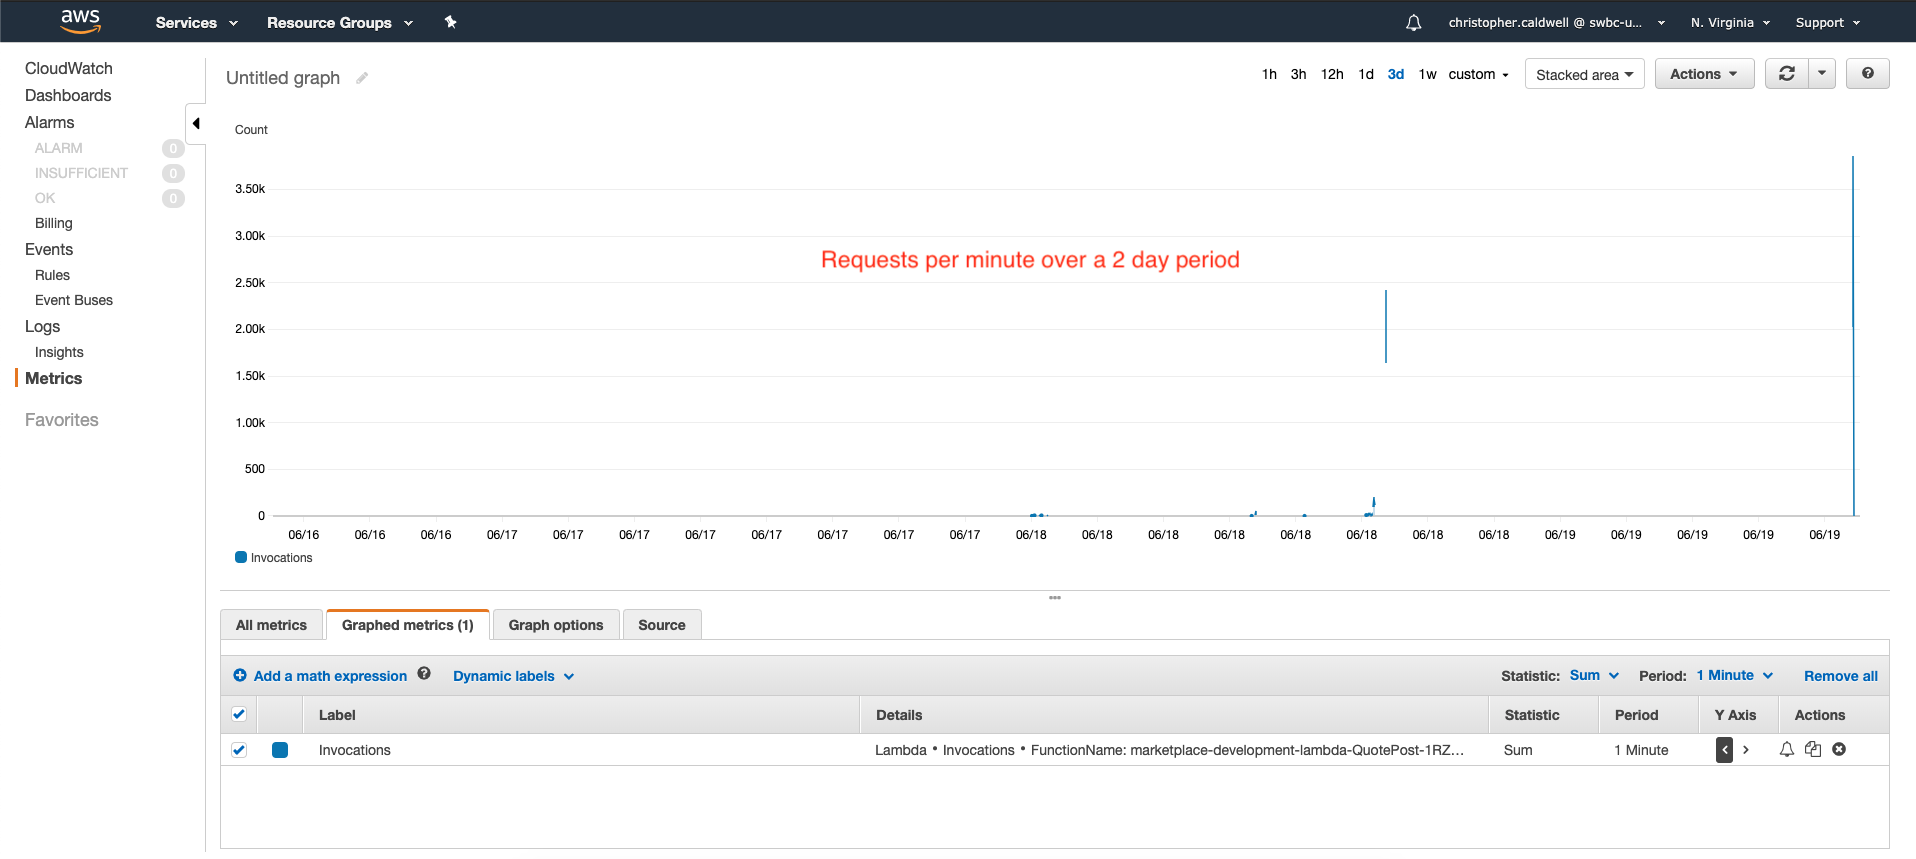 aws Services Resource Groups christopher.caldwell @ swbc-u... N. Virginia Support
CloudWatch
Dashboards
Alarms
ALARM 0
INSUFFICIENT 0
OK 0
Billing
Events
Rules
Event Buses
Logs
Insights
Metrics
Favorites
Untitled graph
1h 3h 12h 1d 3d 1w custom Stacked area Actions ?
Count
3.50k
3.00k
2.50k
2.00k
1.50k
1.00k
500
0
Requests per minute over a 2 day period
06/16 06/16 06/16 06/17 06/17 06/17 06/17 06/17 06/17 06/17 06/17 06/18 06/18 06/18 06/18 06/18 06/18 06/18 06/18 06/19 06/19 06/19 06/19 06/19
Invocations
All metrics Graphed metrics (1) Graph options Source
Add a math expression ? Dynamic labels Statistic: Sum Period: 1 Minute Remove all
Label Details Statistic Period Y Axis Actions
Invocations Lambda • Invocations • FunctionName: marketplace-development-lambda-QuotePost-1RZ... Sum 1 Minute < >